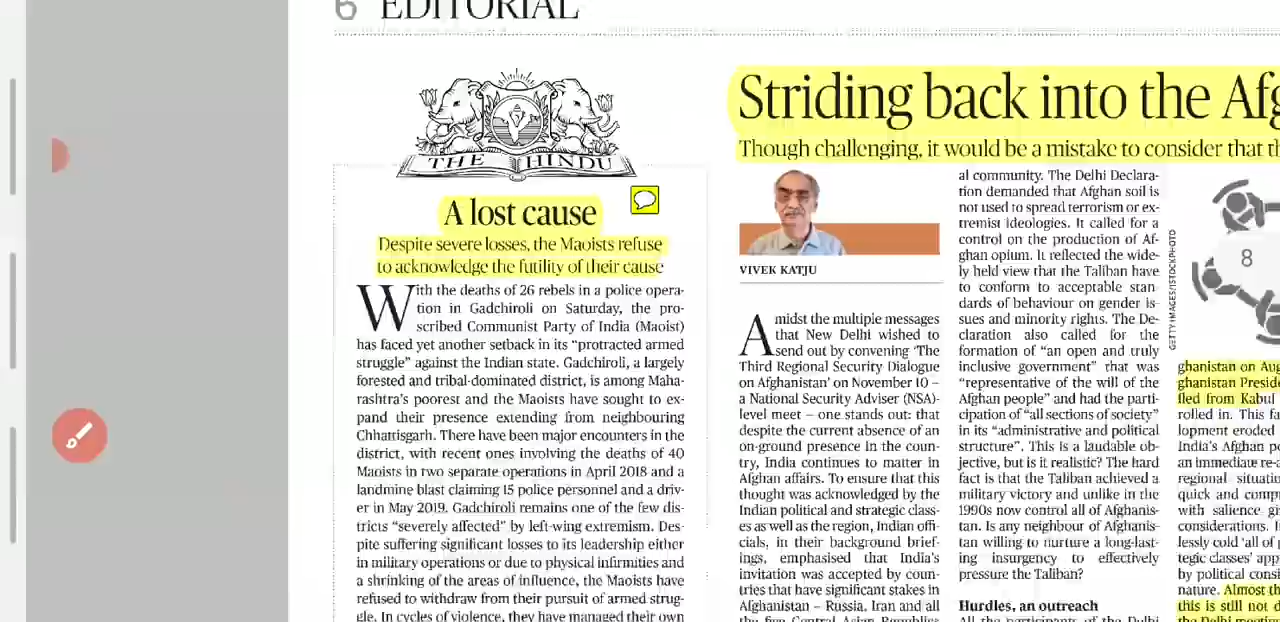 6 EDITORIAL
THE HINDU
A lost cause
Despite severe losses, the Maoists refuse
to acknowledge the futility of their cause
With the deaths of 26 rebels in a police opera-
tion in Gadchiroli on Saturday, the pro-
scribed Communist Party of India (Maoist)
has faced yet another setback in its “protracted armed
struggle” against the Indian state. Gadchiroli, a largely
forested and tribal-dominated district, is among Maha-
rashtra’s poorest and the Maoists have sought to ex-
pand their presence extending from neighbouring
Chhattisgarh. There have been major encounters in the
district, with recent ones involving the deaths of 40
Maoists in two separate operations in April 2018 and a
landmine blast claiming 15 police personnel and a driv-
er in May 2019. Gadchiroli remains one of the few dis-
tricts “severely affected” by left-wing extremism. Des-
pite suffering significant losses to its leadership either
in military operations or due to physical infirmities and
a shrinking of the areas of influence, the Maoists have
refused to withdraw from their pursuit of armed strug-
gle. In cycles of violence, they have managed their own
Striding back into the Afg
Though challenging, it would be a mistake to consider that th
VIVEK KATJU
Amidst the multiple messages
that New Delhi wished to
send out by convening ‘The
Third Regional Security Dialogue
on Afghanistan’ on November 10 –
a National Security Adviser (NSA)-
level meet – one stands out: that
despite the current absence of an
on-ground presence in the coun-
try, India continues to matter in
Afghan affairs. To ensure that this
thought was acknowledged by the
Indian political and strategic class-
es as well as the region, Indian offi-
cials, in their background brief-
ings, emphasised that India’s
invitation was accepted by coun-
tries that have significant stakes in
Afghanistan – Russia, Iran and all
the five Central Asian Republics
al community. The Delhi Declara-
tion demanded that Afghan soil is
not used to spread terrorism or ex-
tremist ideologies. It called for a
control on the production of Af-
ghan opium. It reflected the wide-
ly held view that the Taliban have
to conform to acceptable stan-
dards of behaviour on gender is-
sues and minority rights. The De-
claration also called for the
formation of “an open and truly
inclusive government” that was
“representative of the will of the
Afghan people” and had the parti-
cipation of “all sections of society”
in its “administrative and political
structure”. This is a laudable ob-
jective, but is it realistic? The hard
fact is that the Taliban achieved a
military victory and unlike in the
1990s now control all of Afghanis-
tan. Is any neighbour of Afghanis-
tan willing to nurture a long-last-
ing insurgency to effectively
pressure the Taliban?
Hurdles, an outreach
All the participants of the Delhi
GETTY IMAGES/ISTOCKPHOTO
8
ghanistan on Aug
ghanistan Preside
fled from Kabul
rolled in. This fa
lopment eroded
India’s Afghan po
an immediate re-a
regional situatio
quick and comp
with salience gi
considerations. I
lessly cold ‘all of p
tegic classes’ app
by political consi
nature. Almost th
this is still not d
the Delhi meeting